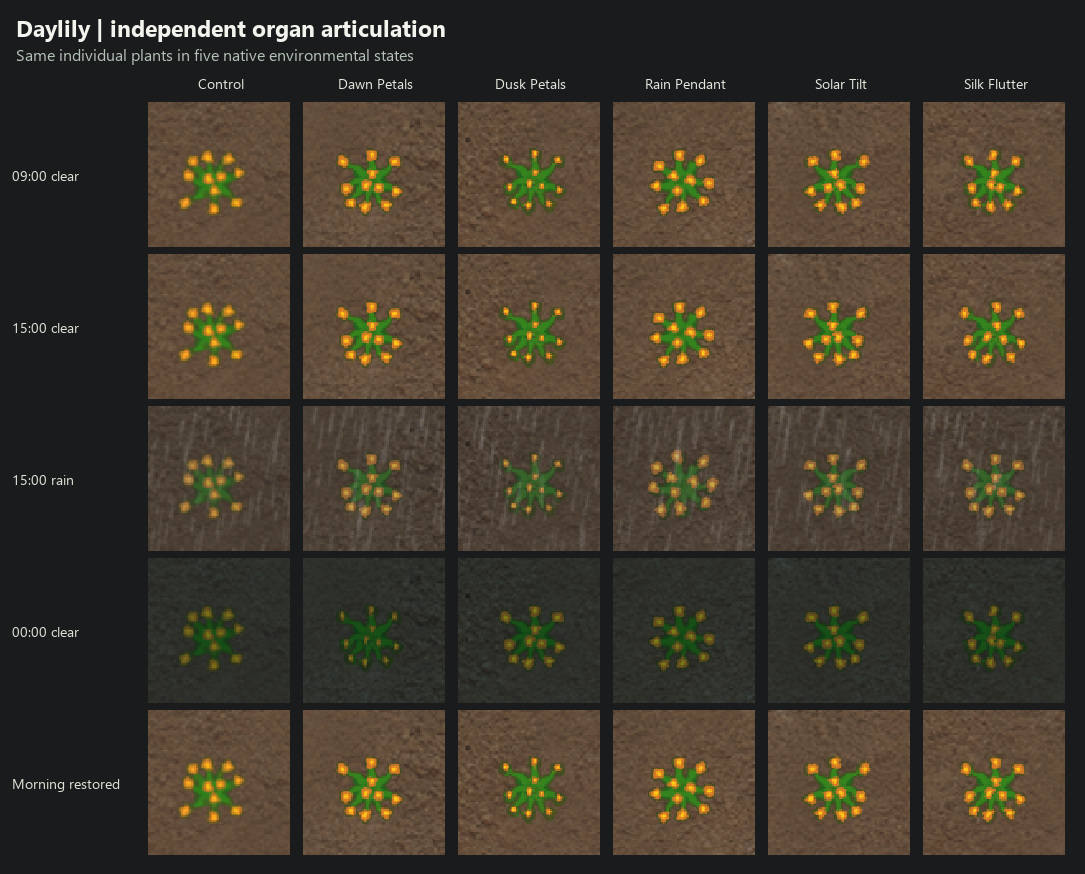 Daylily | independent organ articulation
Same individual plants in five native environmental states
Control Dawn Petals Dusk Petals Rain Pendant Solar Tilt Silk Flutter
09:00 clear
15:00 clear
15:00 rain
00:00 clear
Morning restored